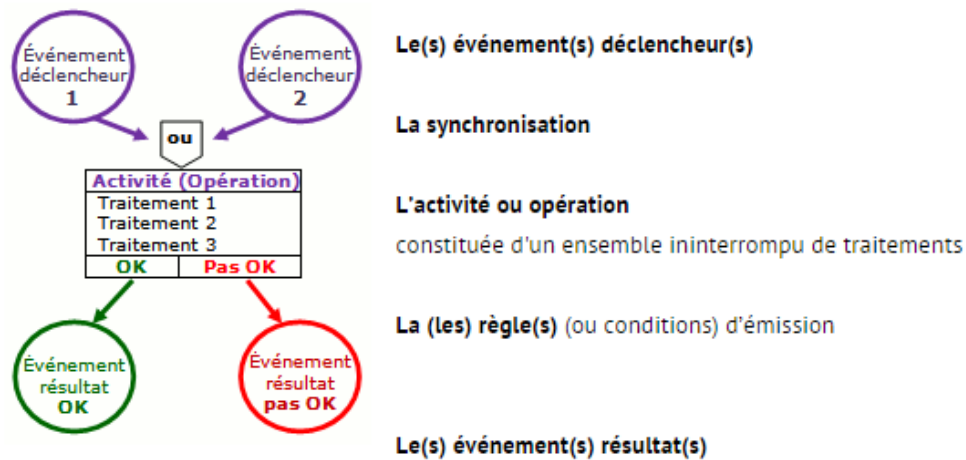 Événement
déclencheur
1
Événement
déclencheur
2
Le(s) événement(s) déclencheur(s)
ou
La synchronisation
Activité (Opération)
Traitement 1
Traitement 2
Traitement 3
OK
Pas OK
L'activité ou opération
constituée d'un ensemble ininterrompu de traitements
La (les) règle(s) (ou conditions) d'émission
Événement
résultat
OK
Événement
résultat
pas OK
Le(s) événement(s) résultat(s)